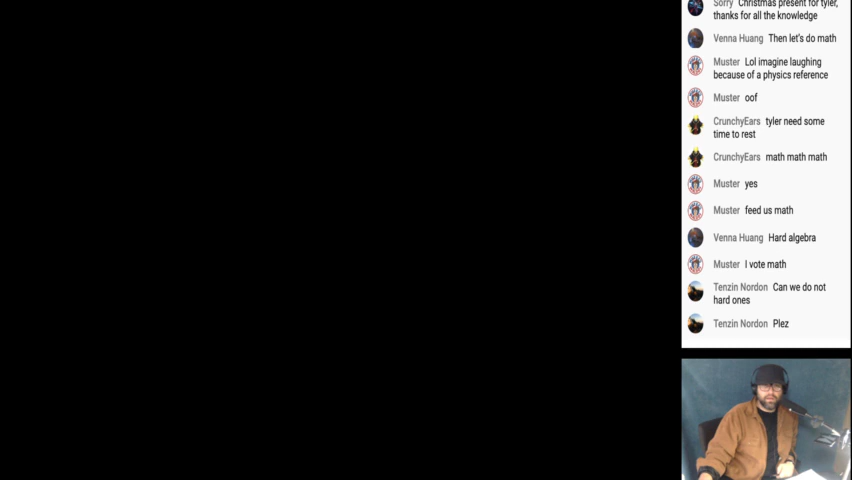 Sorry Christmas present for tyler,
thanks for all the knowledge
Venna Huang Then let's do math
Muster Lol imagine laughing
because of a physics reference
Muster oof
CrunchyEars tyler need some
time to rest
CrunchyEars math math math
Muster yes
Muster feed us math
Venna Huang Hard algebra
Muster I vote math
Tenzin Nordon Can we do not
hard ones
Tenzin Nordon Plez